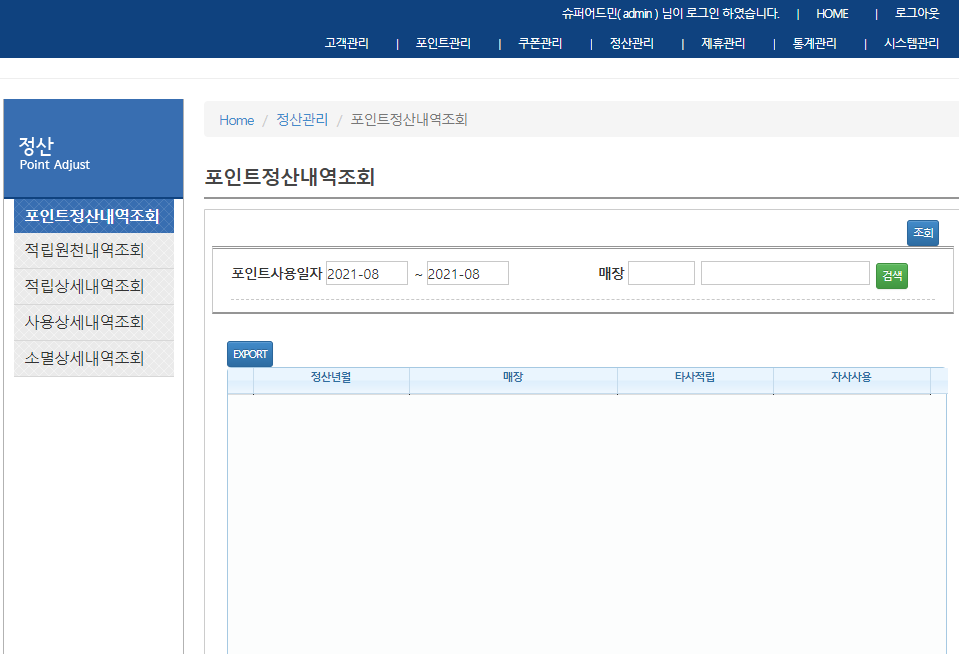 슈퍼어드민( admin ) 님이 로그인 하였습니다. | HOME | 로그아웃
고객관리 | 포인트관리 | 쿠폰관리 | 정산관리 | 제휴관리 | 통계관리 | 시스템관리
정산
Point Adjust
포인트정산내역조회
적립원천내역조회
적립상세내역조회
사용상세내역조회
소멸상세내역조회
Home / 정산관리 / 포인트정산내역조회
포인트정산내역조회
조회
포인트사용일자 2021-08 ~ 2021-08 매장 검색
EXPORT
정산년월 매장 타사적립 자사사용